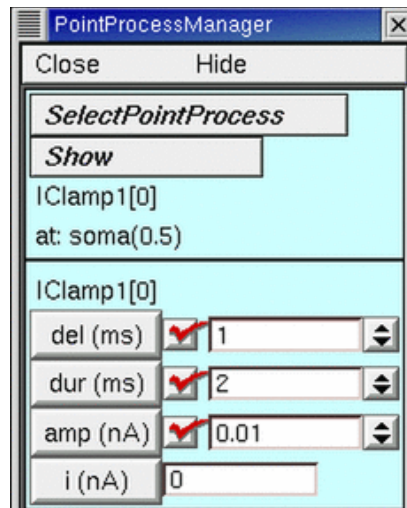 PointProcessManager
Close Hide
SelectPointProcess
Show
IClamp1[0]
at: soma(0.5)
IClamp1[0]
del (ms) 1
dur (ms) 2
amp (nA) 0.01
i (nA) 0